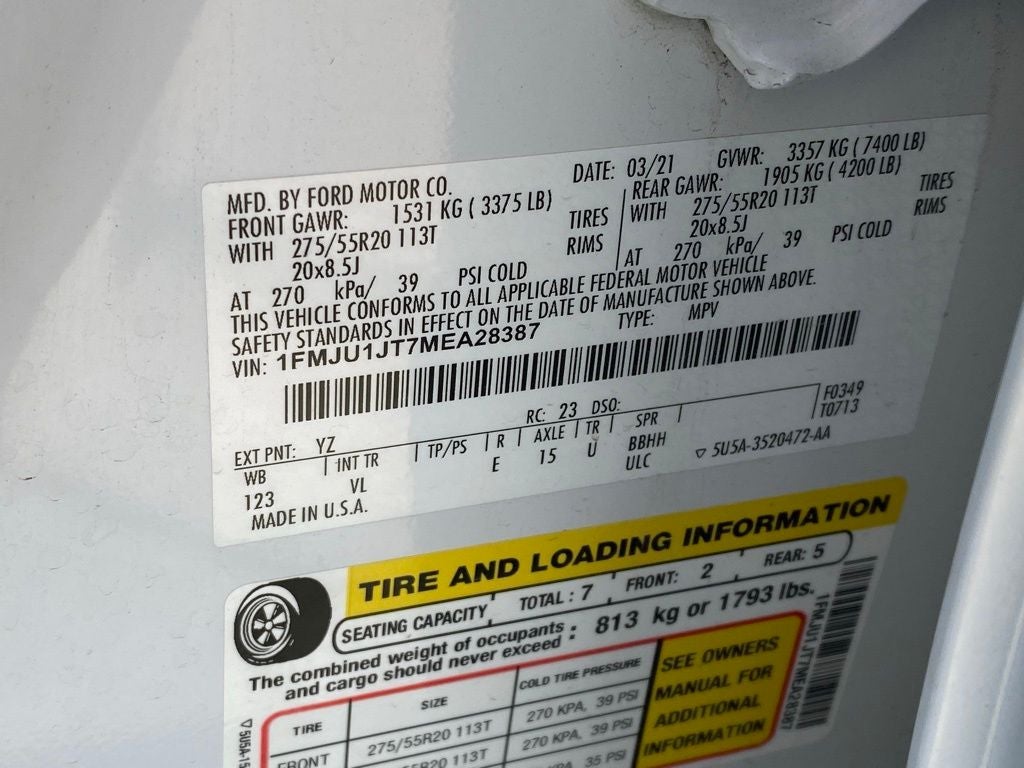 MFD. BY FORD MOTOR CO. DATE: 03/21 GVWR: 3357 KG ( 7400 LB)
FRONT GAWR: 1531 KG ( 3375 LB) REAR GAWR: 1905 KG ( 4200 LB)
WITH 275/55R20 113T TIRES WITH 275/55R20 113T TIRES
20x8.5J RIMS 20x8.5J RIMS
AT 270 kPa/ 39 PSI COLD AT 270 kPa/ 39 PSI COLD
THIS VEHICLE CONFORMS TO ALL APPLICABLE FEDERAL MOTOR VEHICLE
SAFETY STANDARDS IN EFFECT ON THE DATE OF MANUFACTURE SHOWN ABOVE.
VIN: 1FMJU1JT7MEA28387 TYPE: MPV
EXT PNT: YZ RC: 23 DSO: F0349
WB INT TR TP/PS R AXLE TR SPR T0713
123 VL E 15 U BBHH
ULC ▽ 5U5A-3520472-AA
MADE IN U.S.A.
TIRE AND LOADING INFORMATION
SEATING CAPACITY TOTAL : 7 FRONT: 2 REAR: 5
The combined weight of occupants and cargo should never exceed : 813 kg or 1793 lbs.
TIRE SIZE COLD TIRE PRESSURE
FRONT 275/55R20 113T 270 KPA, 39 PSI
113T 270 KPA, 39 PSI
35 PSI
SEE OWNERS
MANUAL FOR
ADDITIONAL
INFORMATION
1FMJU1JT7MEA28387